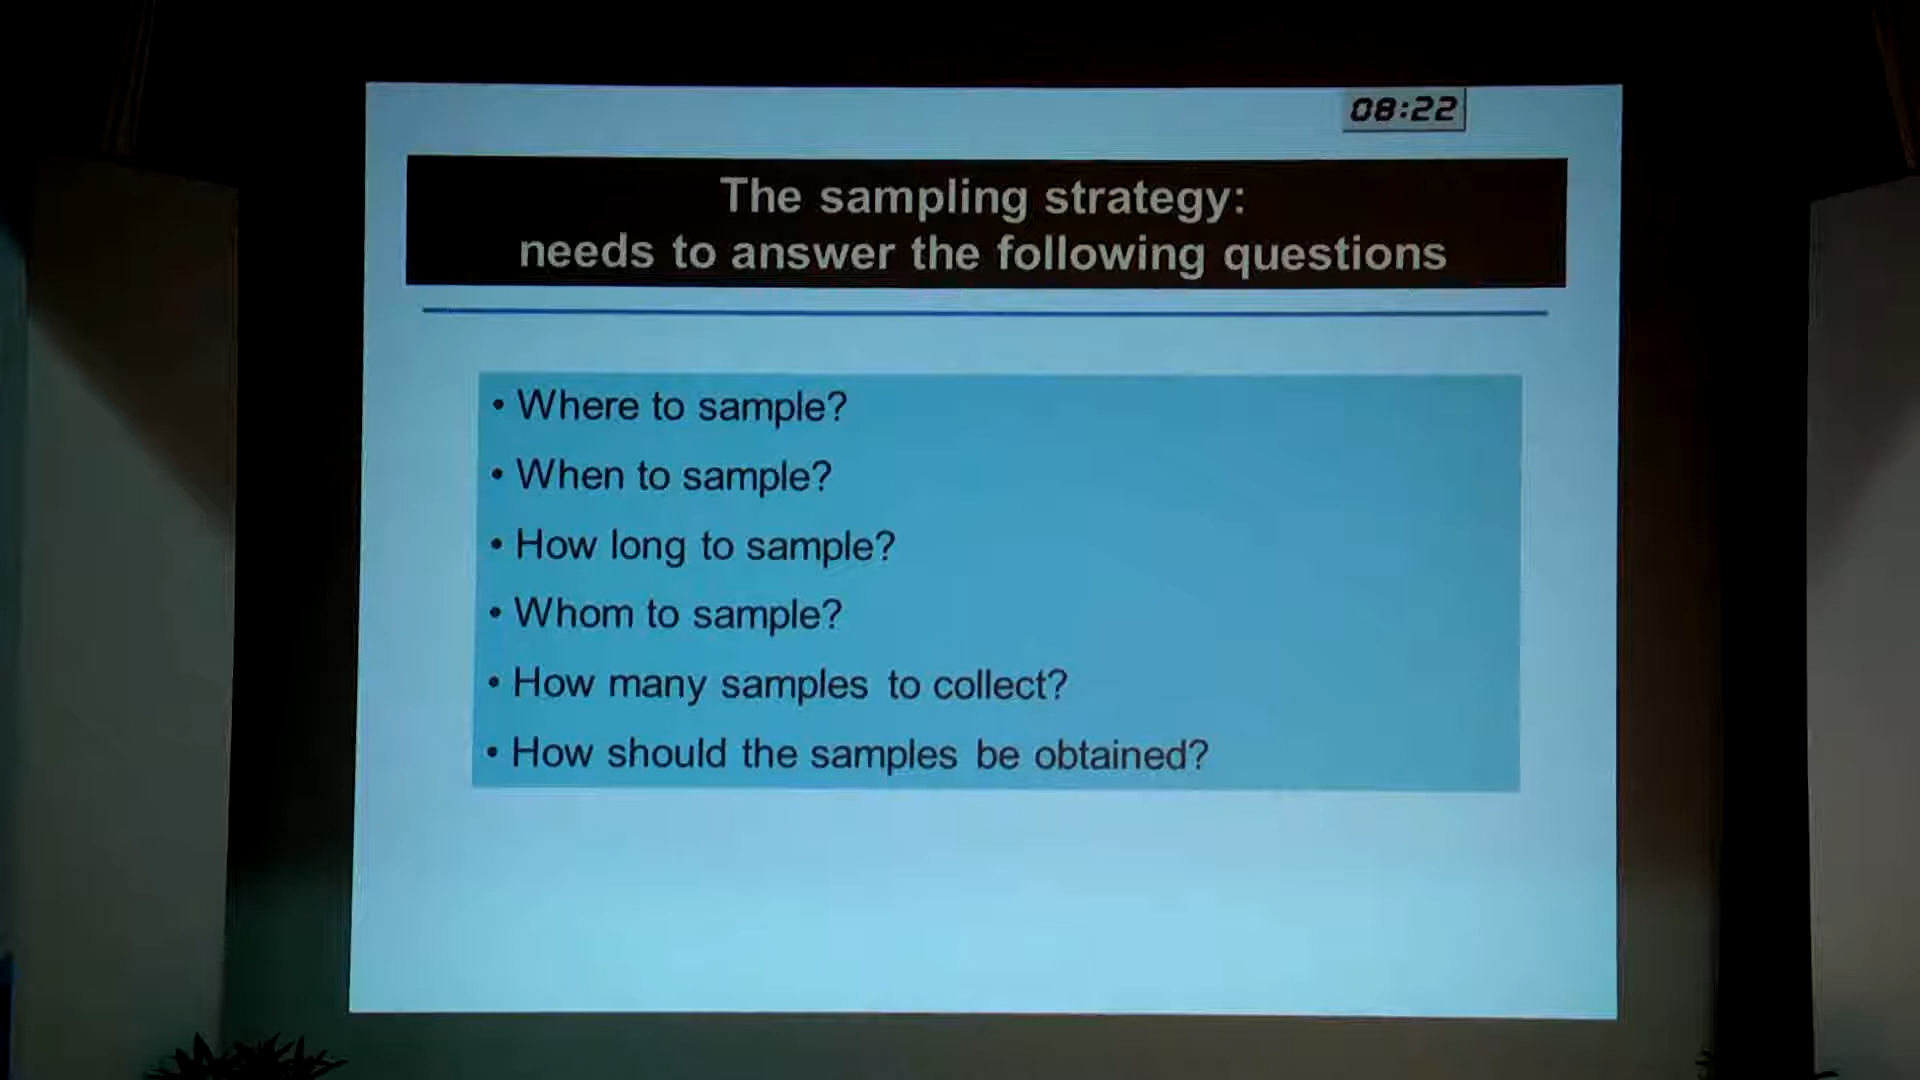 08:22
The sampling strategy:
needs to answer the following questions
• Where to sample?
• When to sample?
• How long to sample?
• Whom to sample?
• How many samples to collect?
• How should the samples be obtained?